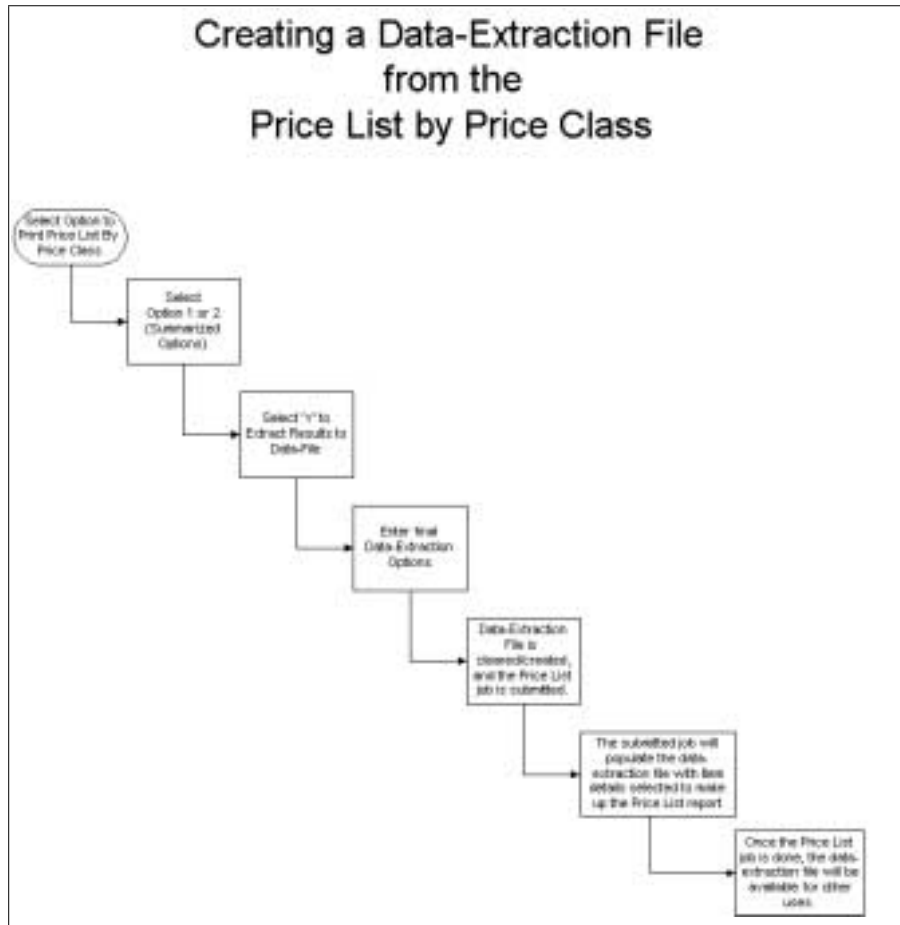 Creating a Data-Extraction File
from the
Price List by Price Class
Select Option to
Print Price List By
Price Class
Select
Option 1 or 2
(Summarized
Options)
Select "Y" to
Extract Results to
Data-File
Enter final
Data-Extraction
Options
Data-Extraction
File is
cleared/created,
and the Price List
job is submitted.
The submitted job will
populate the data-
extraction file with item
details selected to make
up the Price List report
Once the Price List
job is done, the data-
extraction file will be
available for other
uses.